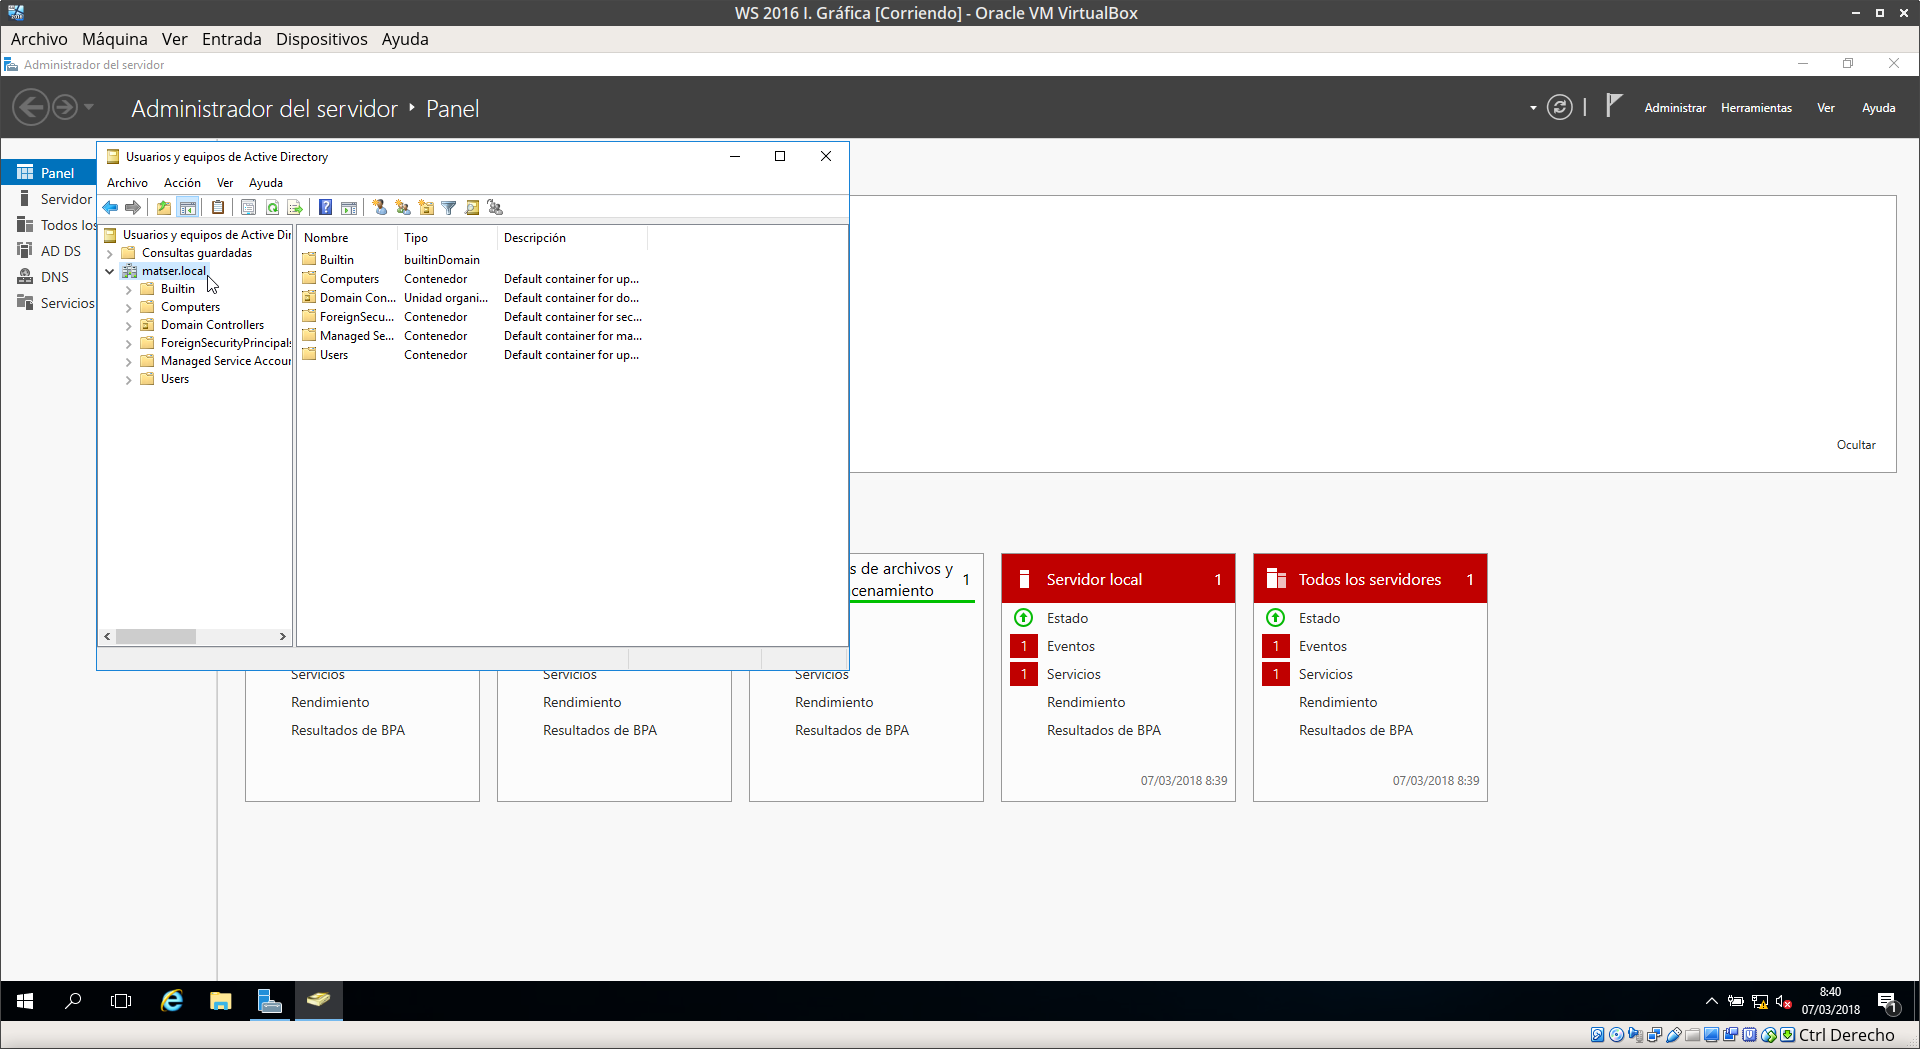 WS 2016 I. Gráfica [Corriendo] - Oracle VM VirtualBox
Archivo Máquina Ver Entrada Dispositivos Ayuda
Administrador del servidor
Administrador del servidor ‣ Panel
Administrar Herramientas Ver Ayuda
Panel
Servidor
Todos los
AD DS
DNS
Servicios
Usuarios y equipos de Active Directory
Archivo Acción Ver Ayuda
Usuarios y equipos de Active Dir
Consultas guardadas
matser.local
Builtin
Computers
Domain Controllers
ForeignSecurityPrincipals
Managed Service Accoun
Users
Nombre Tipo Descripción
Builtin builtinDomain
Computers Contenedor Default container for up...
Domain Con... Unidad organi... Default container for do...
ForeignSecu... Contenedor Default container for sec...
Managed Se... Contenedor Default container for ma...
Users Contenedor Default container for up...
Ocultar
Servicios
Rendimiento
Resultados de BPA
Servicios
Rendimiento
Resultados de BPA
s de archivos y 1
cenamiento
Servicios
Rendimiento
Resultados de BPA
Servidor local 1
Estado
1 Eventos
1 Servicios
Rendimiento
Resultados de BPA
07/03/2018 8:39
Todos los servidores 1
Estado
1 Eventos
1 Servicios
Rendimiento
Resultados de BPA
07/03/2018 8:39
8:40
07/03/2018
1
Ctrl Derecho